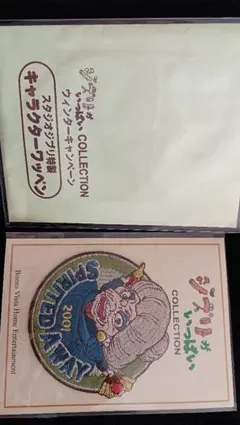 ジブリが
いっぱい COLLECTION
ウィンターキャンペーン
スタジオジブリ特製
キャラクターワッペン
ジブリが
いっぱい
COLLECTION
2001
SPIRITED AWAY
Buena Vista Home Entertainment